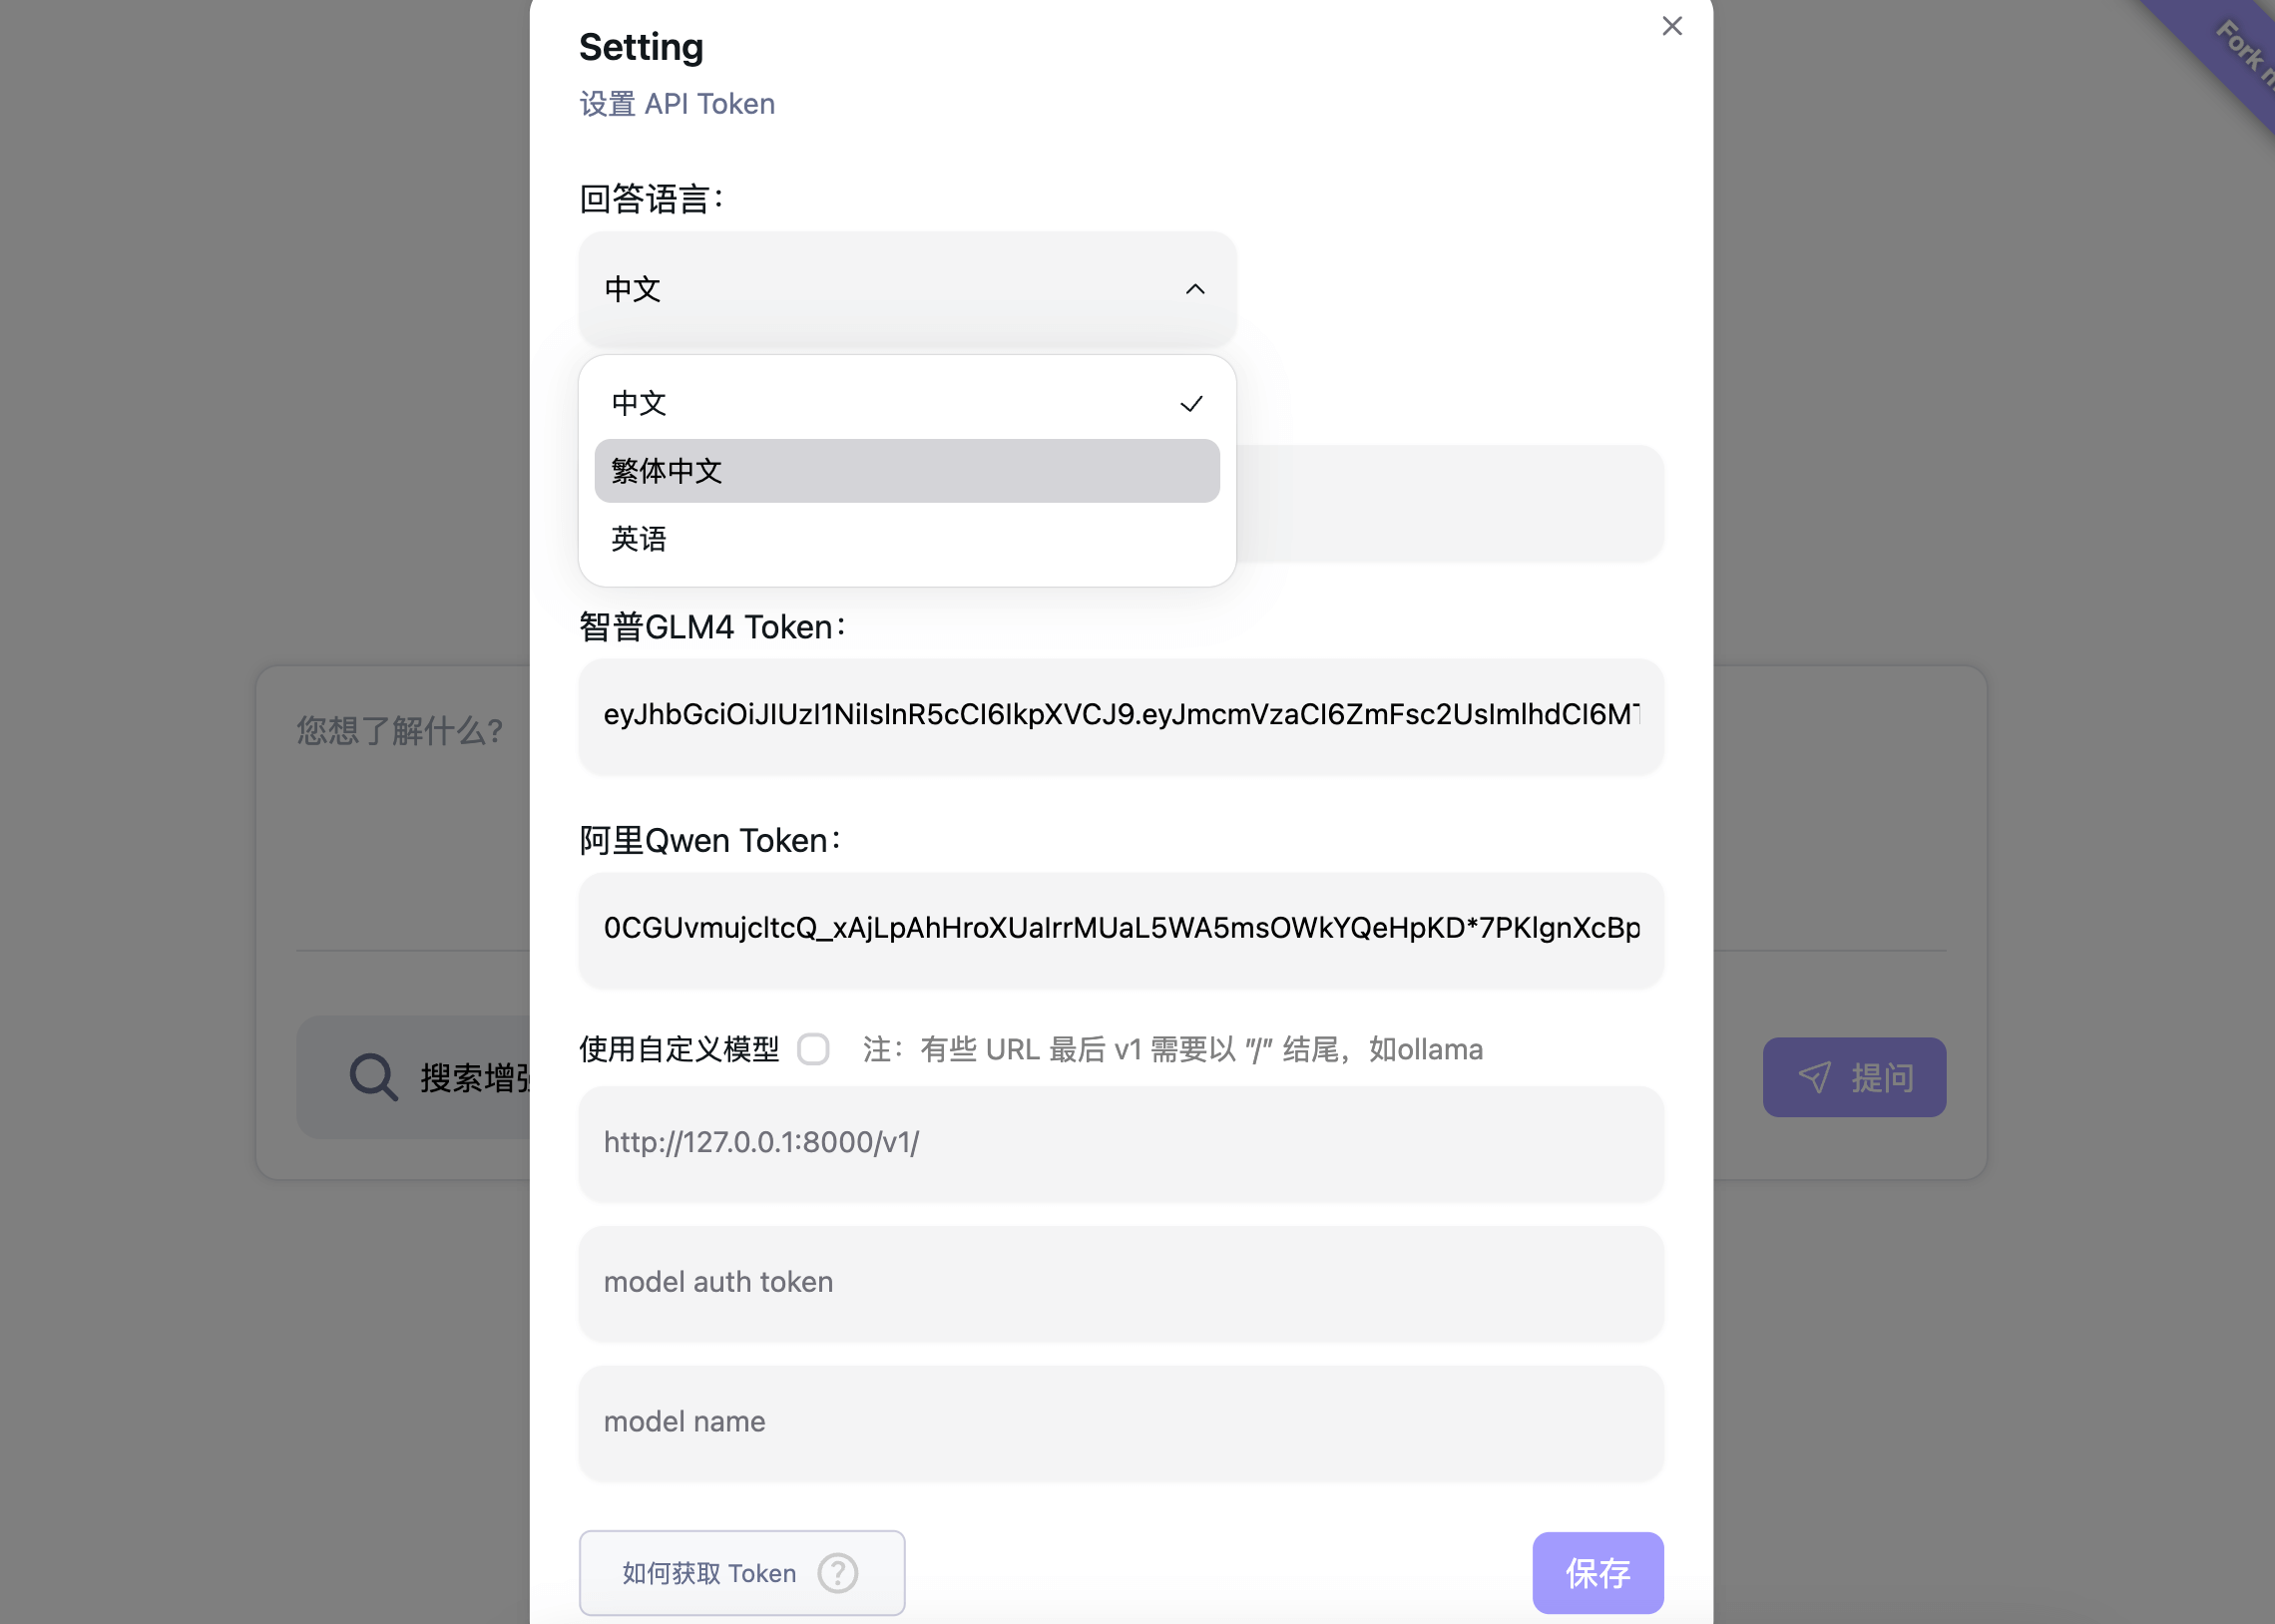 Setting
设置 API Token
回答语言：
中文
中文
繁体中文
英语
智普GLM4 Token：
eyJhbGciOiJIUzI1NiIsInR5cCI6IkpXVCJ9.eyJmcmVzaCI6ZmFsc2UsImlhdCI6M
阿里Qwen Token：
0CGUvmujcltcQ_xAjLpAhHroXUaIrrMUaL5WA5msOWkYQeHpKD*7PKlgnXcBp
使用自定义模型 注：有些 URL 最后 v1 需要以 "/" 结尾，如ollama
http://127.0.0.1:8000/v1/
model auth token
model name
如何获取 Token
保存
您想了解什么?
搜索增强
提问
Fork